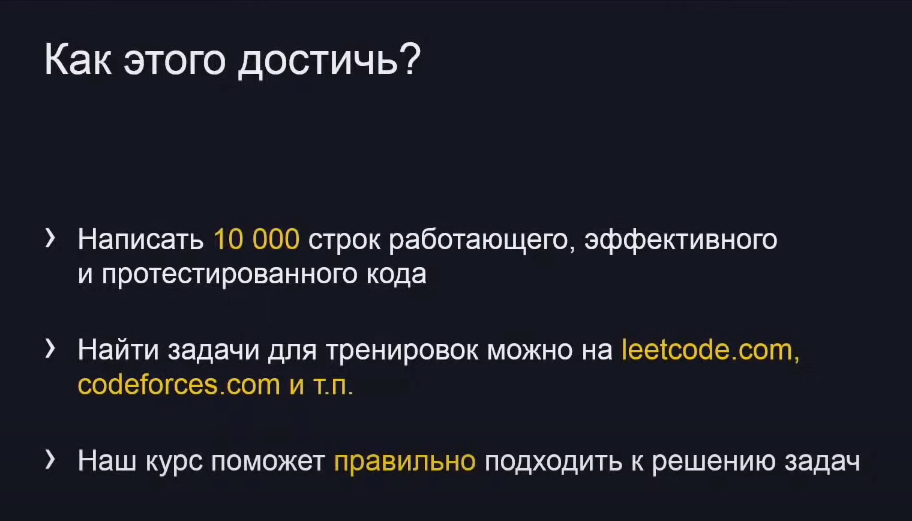 Как этого достичь?
› Написать 10 000 строк работающего, эффективного
и протестированного кода
› Найти задачи для тренировок можно на leetcode.com,
codeforces.com и т.п.
› Наш курс поможет правильно подходить к решению задач